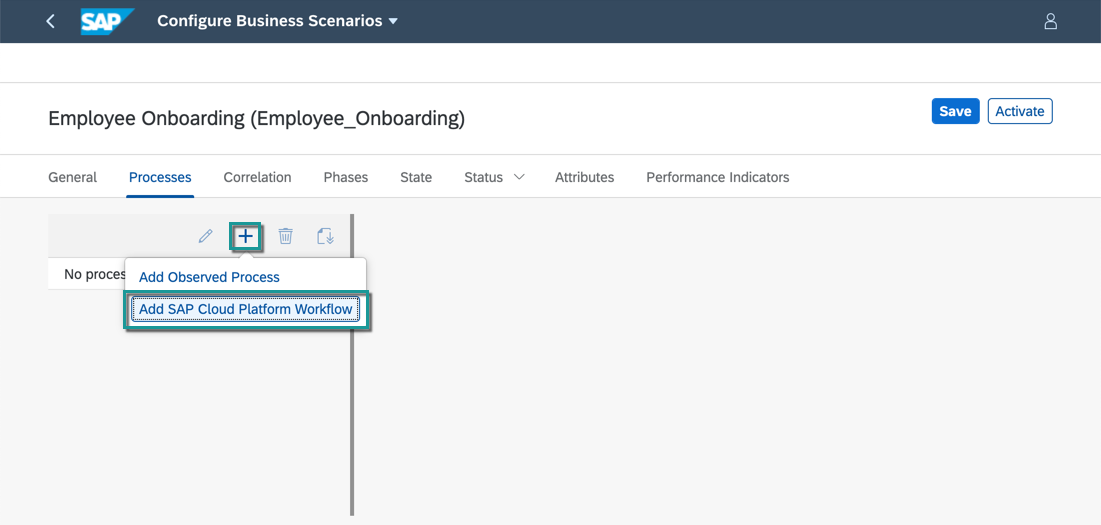 SAP Configure Business Scenarios
Employee Onboarding (Employee_Onboarding)
Save Activate
General Processes Correlation Phases State Status Attributes Performance Indicators
No proces
Add Observed Process
Add SAP Cloud Platform Workflow